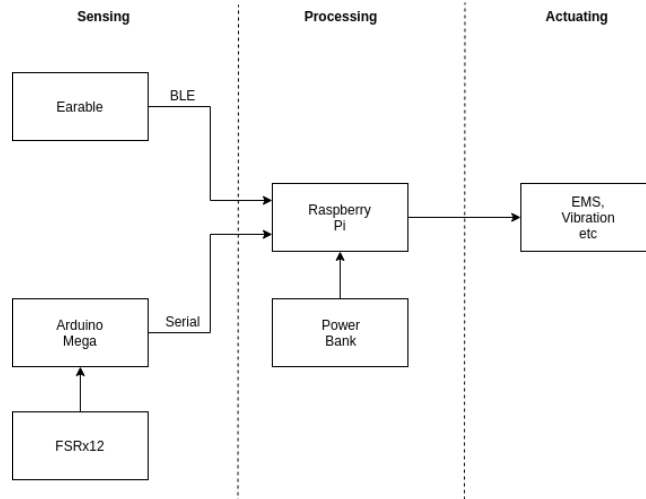 Sensing
Processing
Actuating
Earable
BLE
Raspberry
Pi
EMS,
Vibration
etc
Arduino
Mega
Serial
Power
Bank
FSRx12